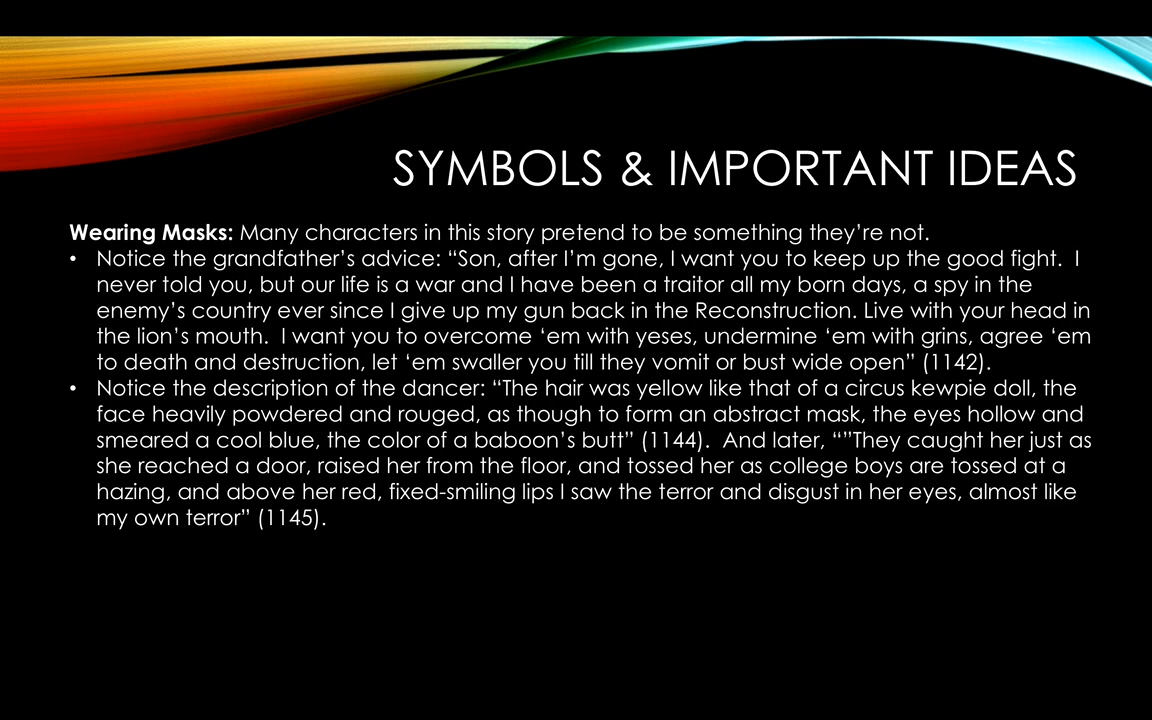 SYMBOLS & IMPORTANT IDEAS
Wearing Masks: Many characters in this story pretend to be something they’re not.
• Notice the grandfather’s advice: “Son, after I’m gone, I want you to keep up the good fight.  I
never told you, but our life is a war and I have been a traitor all my born days, a spy in the
enemy’s country ever since I give up my gun back in the Reconstruction. Live with your head in
the lion’s mouth.  I want you to overcome ‘em with yeses, undermine ‘em with grins, agree ‘em
to death and destruction, let ‘em swaller you till they vomit or bust wide open” (1142).
• Notice the description of the dancer: “The hair was yellow like that of a circus kewpie doll, the
face heavily powdered and rouged, as though to form an abstract mask, the eyes hollow and
smeared a cool blue, the color of a baboon’s butt” (1144).  And later, “”They caught her just as
she reached a door, raised her from the floor, and tossed her as college boys are tossed at a
hazing, and above her red, fixed-smiling lips I saw the terror and disgust in her eyes, almost like
my own terror” (1145).